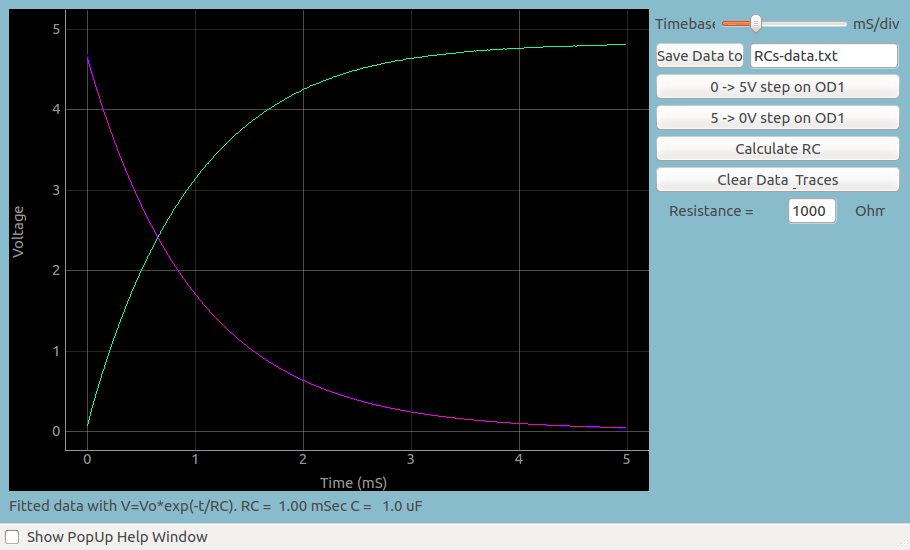 5
4
3
2
1
0
Voltage
0 1 2 3 4 5
Time (mS)
Timebase mS/div
Save Data to RCs-data.txt
0 -> 5V step on OD1
5 -> 0V step on OD1
Calculate RC
Clear Data_Traces
Resistance = 1000 Ohm
Fitted data with V=Vo*exp(-t/RC). RC = 1.00 mSec C = 1.0 uF
Show PopUp Help Window